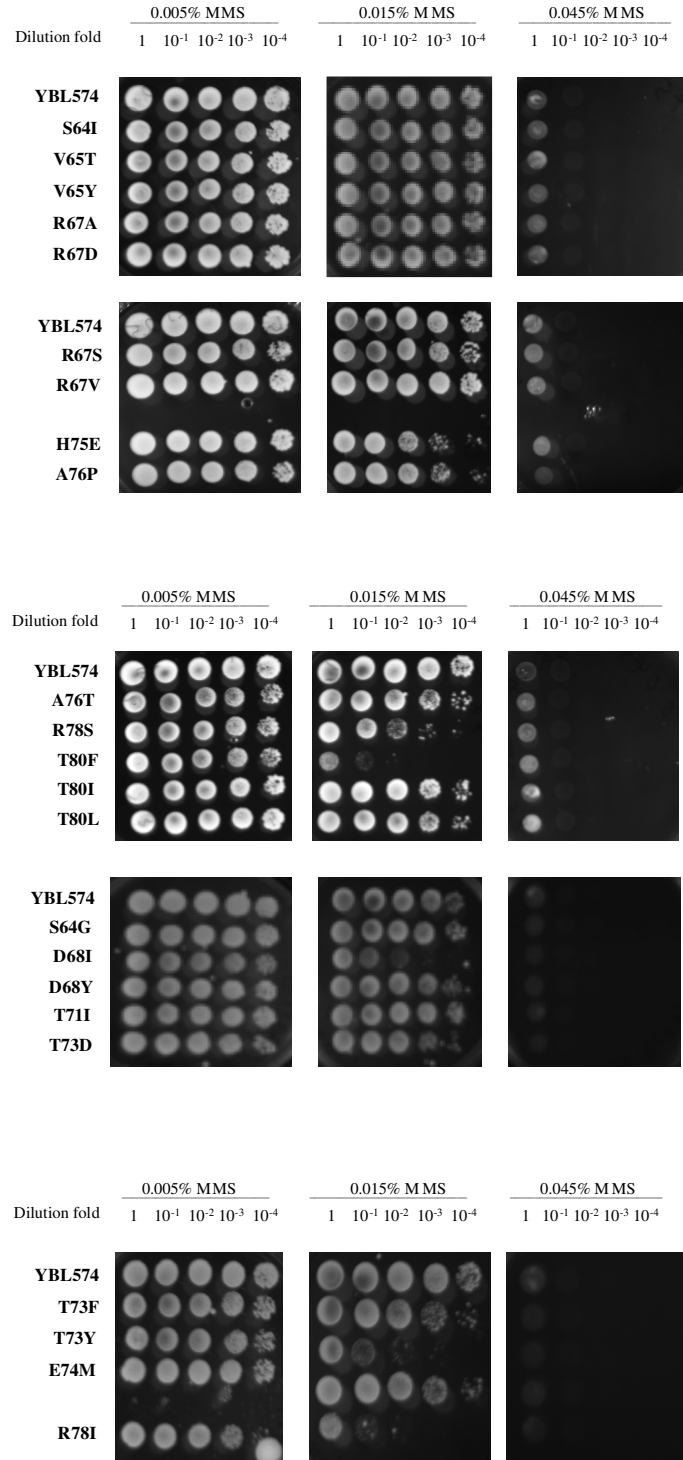 0.005% MMS 0.015% MMS 0.045% MMS
Dilution fold 1 10⁻¹ 10⁻² 10⁻³ 10⁻⁴ 1 10⁻¹ 10⁻² 10⁻³ 10⁻⁴ 1 10⁻¹ 10⁻² 10⁻³ 10⁻⁴
YBL574
S64I
V65T
V65Y
R67A
R67D
YBL574
R67S
R67V
H75E
A76P
0.005% MMS 0.015% MMS 0.045% MMS
Dilution fold 1 10⁻¹ 10⁻² 10⁻³ 10⁻⁴ 1 10⁻¹ 10⁻² 10⁻³ 10⁻⁴ 1 10⁻¹ 10⁻² 10⁻³ 10⁻⁴
YBL574
A76T
R78S
T80F
T80I
T80L
YBL574
S64G
D68I
D68Y
T71I
T73D
0.005% MMS 0.015% MMS 0.045% MMS
Dilution fold 1 10⁻¹ 10⁻² 10⁻³ 10⁻⁴ 1 10⁻¹ 10⁻² 10⁻³ 10⁻⁴ 1 10⁻¹ 10⁻² 10⁻³ 10⁻⁴
YBL574
T73F
T73Y
E74M
R78I